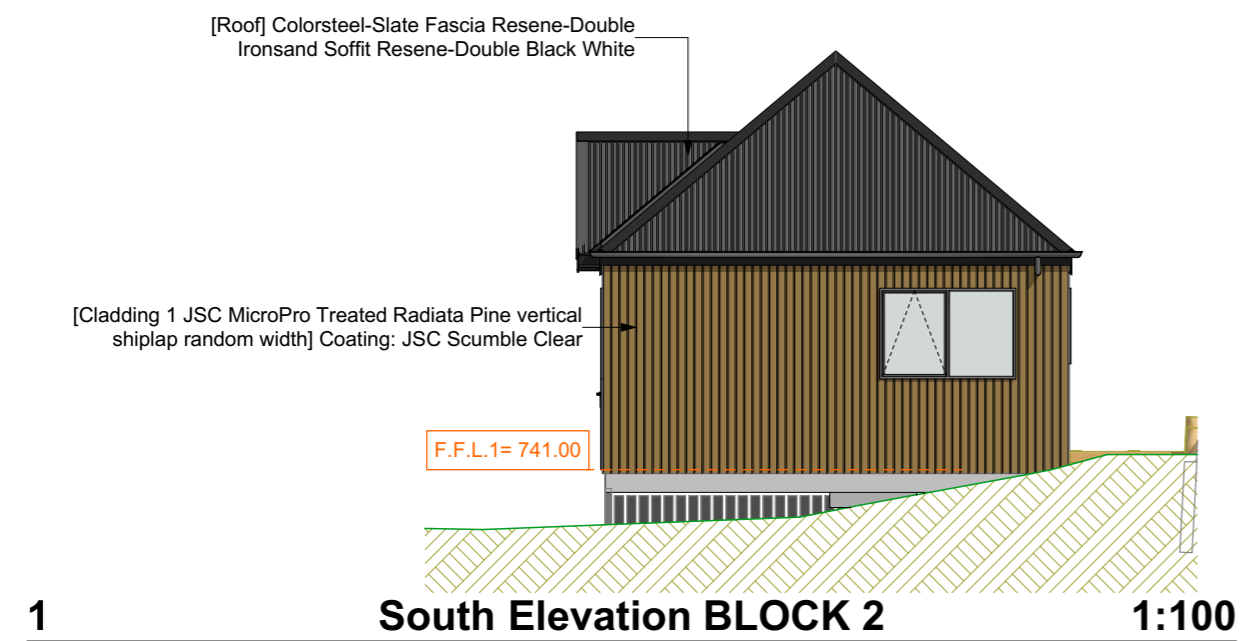 [Roof] Colorsteel-Slate Fascia Resene-Double
Ironsand Soffit Resene-Double Black White
[Cladding 1 JSC MicroPro Treated Radiata Pine vertical
shiplap random width] Coating: JSC Scumble Clear
F.F.L.1= 741.00
1 South Elevation BLOCK 2 1:100